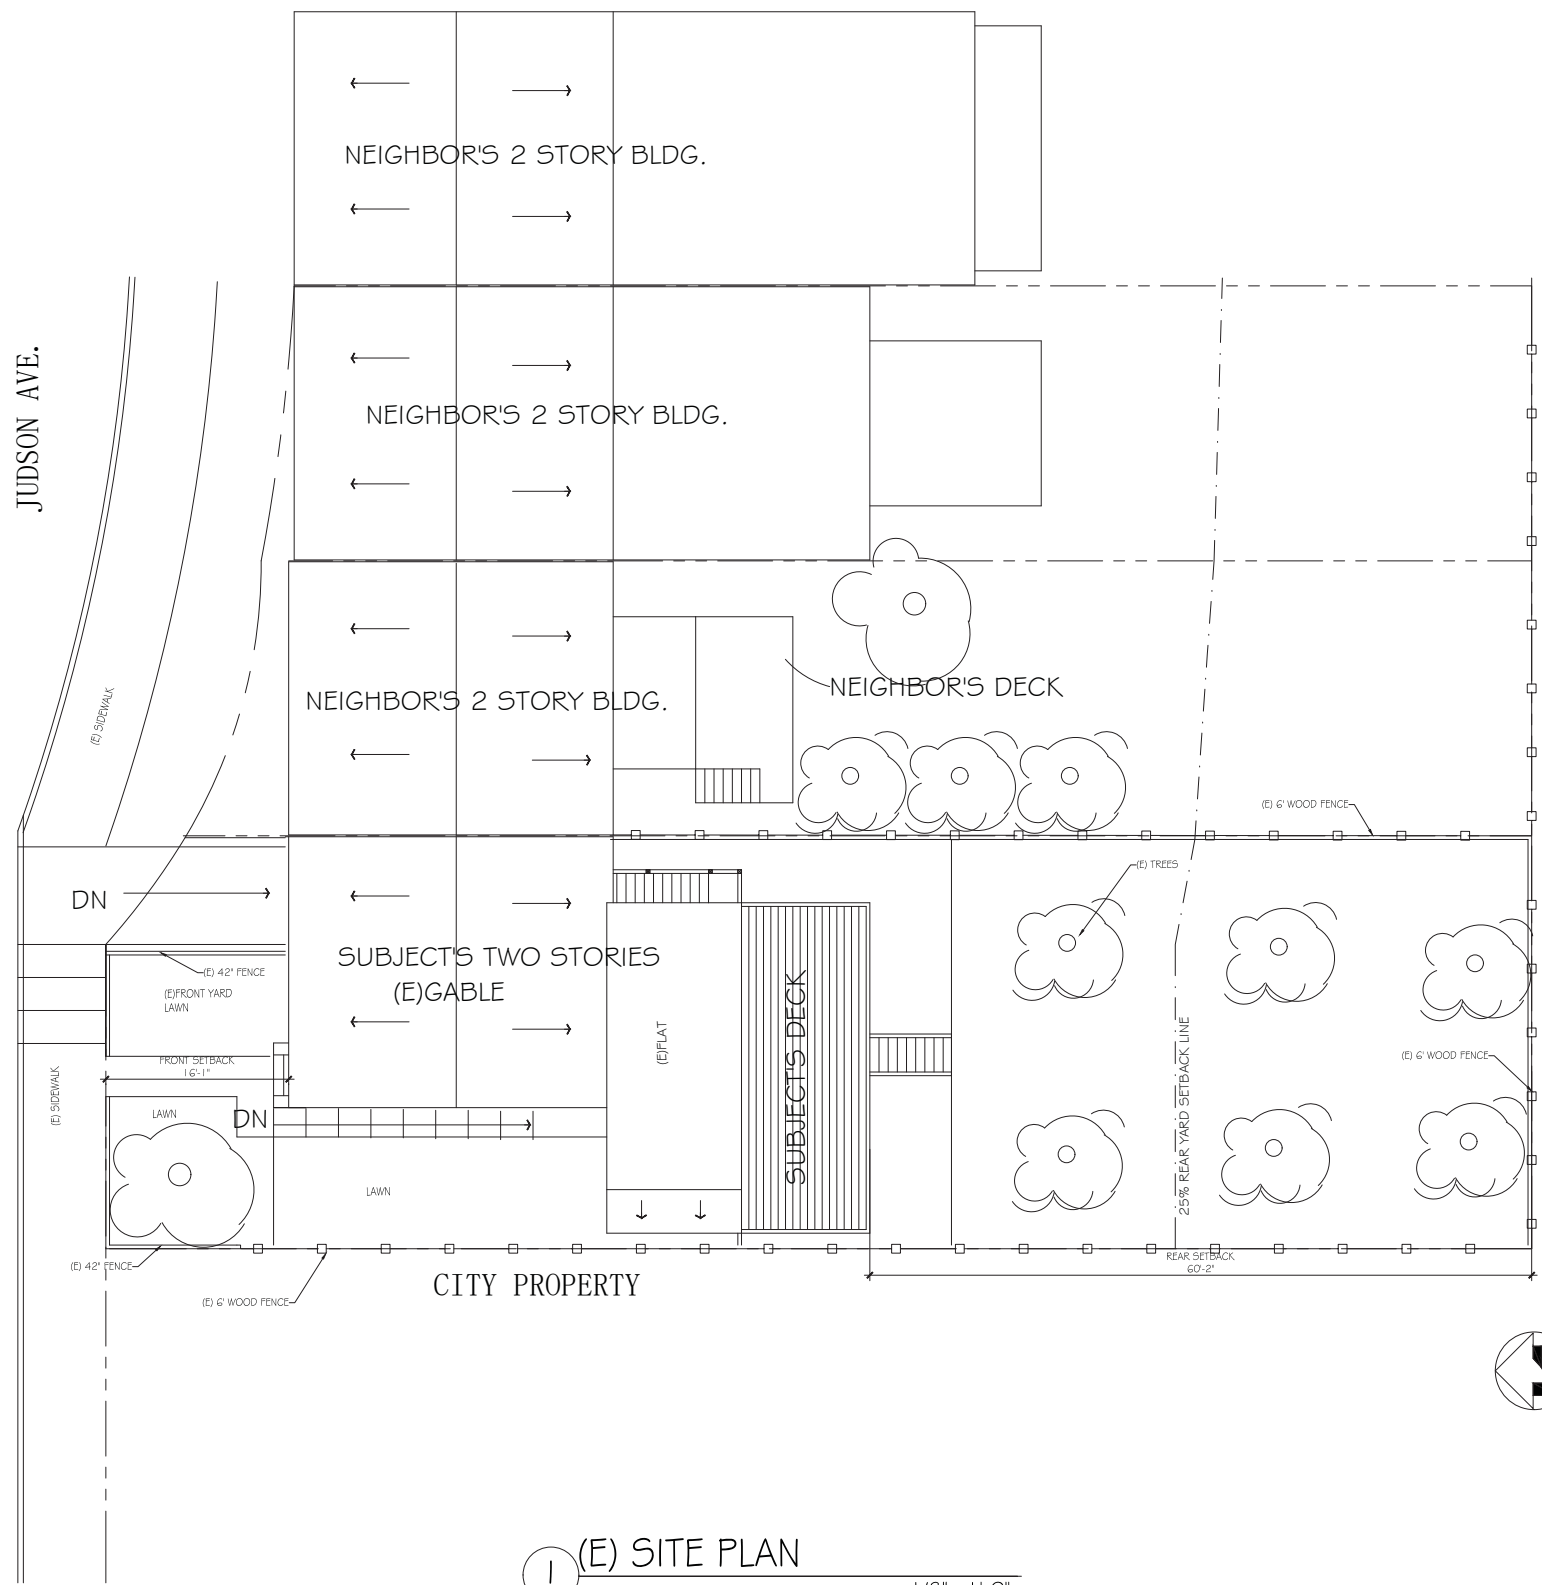 NEIGHBOR'S 2 STORY BLDG.
JUDSON AVE.
NEIGHBOR'S 2 STORY BLDG.
NEIGHBOR'S 2 STORY BLDG.
NEIGHBOR'S DECK
(E) SIDEWALK
(E) 6' WOOD FENCE
DN
(E) TREES
SUBJECT'S TWO STORIES
(E)GABLE
(E) 42" FENCE
(E)FRONT YARD
LAWN
(E)FLAT
SUBJECT'S DECK
25% REAR YARD SETBACK LINE
(E) 6' WOOD FENCE
FRONT SETBACK
16'-1"
(E) SIDEWALK
LAWN
DN
LAWN
(E) 42" FENCE
REAR SETBACK
60'-2"
CITY PROPERTY
(E) 6' WOOD FENCE
1
(E) SITE PLAN